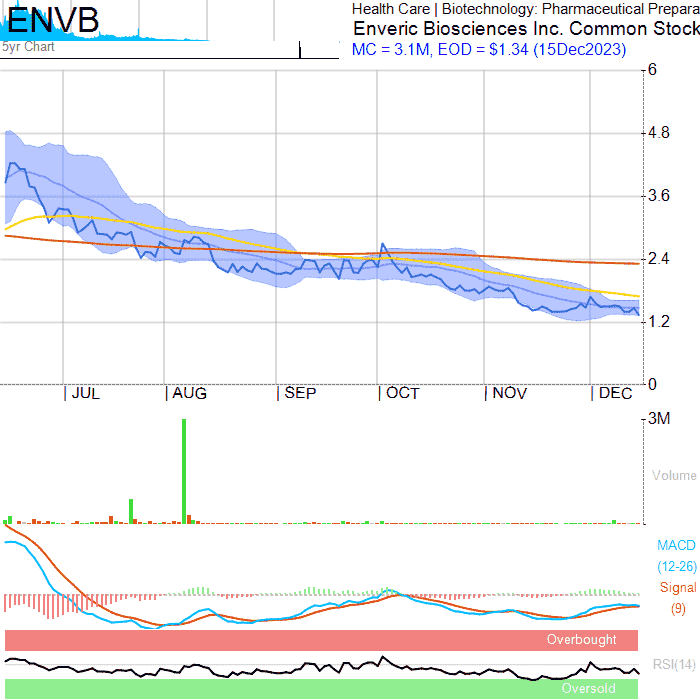 ENVB
Health Care | Biotechnology: Pharmaceutical Prepara
Enveric Biosciences Inc. Common Stock
5yr Chart
MC = 3.1M, EOD = $1.34 (15Dec2023)
6
4.8
3.6
2.4
1.2
0
JUL
AUG
SEP
OCT
NOV
DEC
3M
Volume
MACD
(12-26)
Signal
(9)
Overbought
RSI(14)
Oversold